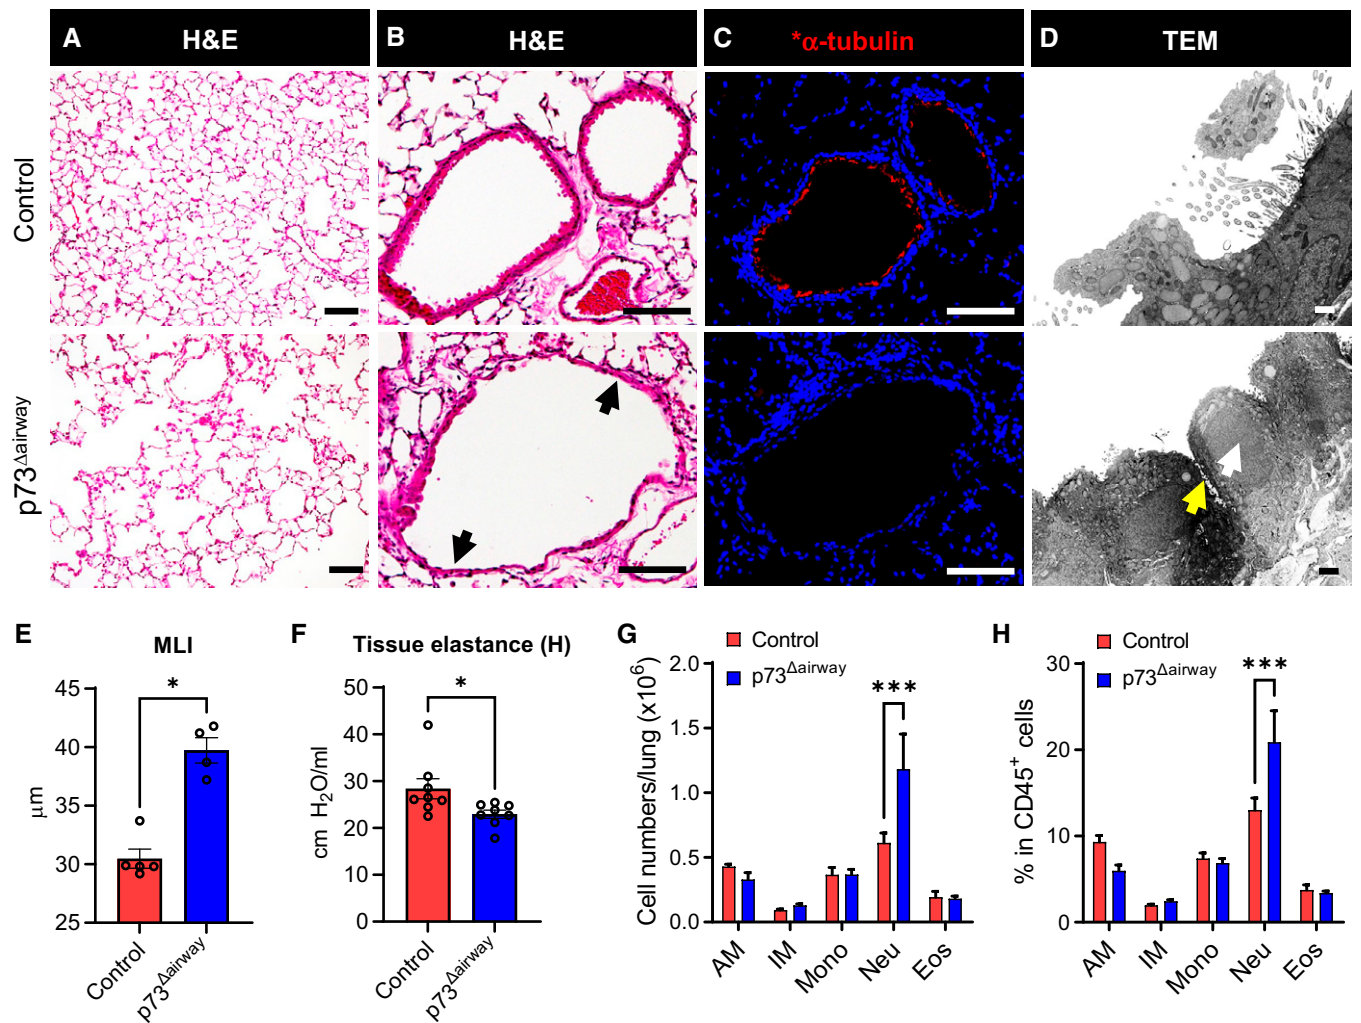 A H&E
B H&E
C *α-tubulin
D TEM
Control
p73Δairway
E
MLI
*
45
40
35
30
25
μm
Control
p73Δairway
F
Tissue elastance (H)
*
50
40
30
20
10
0
cm H2O/ml
Control
p73Δairway
G
Control
p73Δairway
***
2.0
1.5
1.0
0.5
0.0
Cell numbers/lung (x10^6)
AM
IM
Mono
Neu
Eos
H
Control
p73Δairway
***
30
20
10
0
% in CD45+ cells
AM
IM
Mono
Neu
Eos